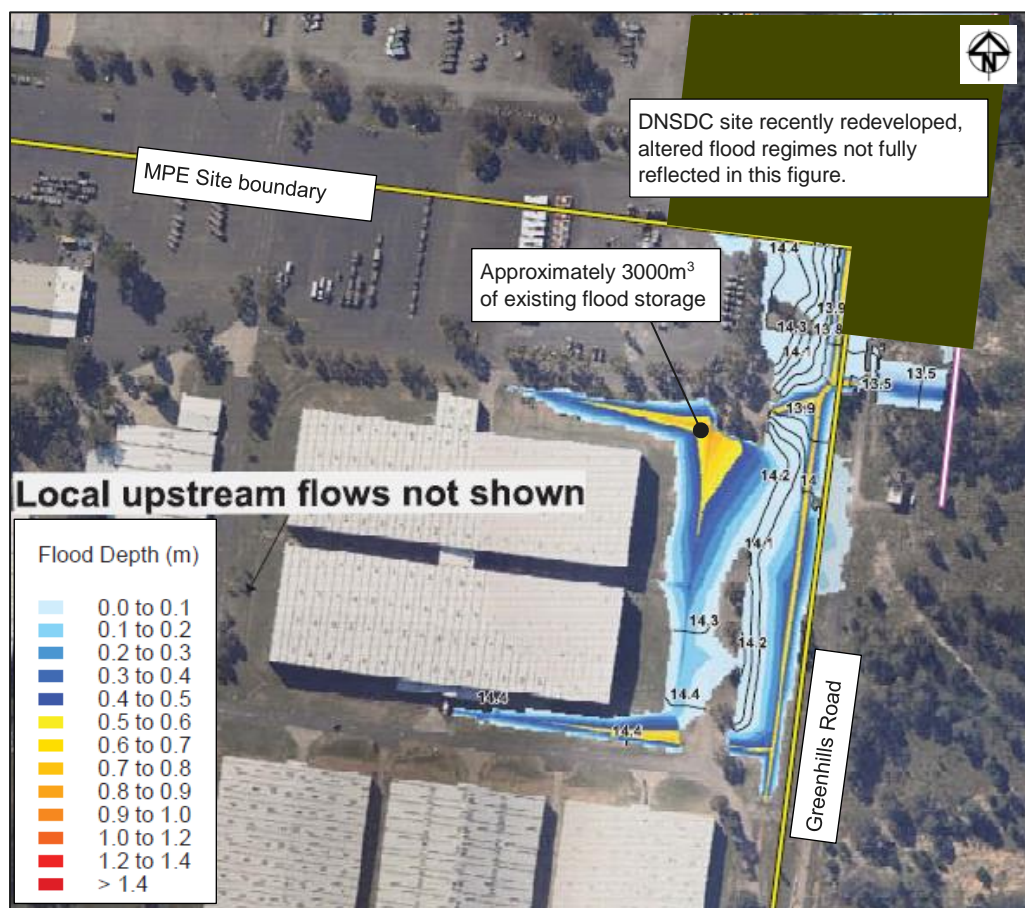 N
DNSDC site recently redeveloped,
altered flood regimes not fully
reflected in this figure.
MPE Site boundary
Approximately 3000m³
of existing flood storage
14.4
13.9
14.3
13.8
14.1
13.5
13.5
13.9
14.2
14
14.1
14.3
14.2
14.4
14.4
14.4
Local upstream flows not shown
Greenhills Road
Flood Depth (m)
0.0 to 0.1
0.1 to 0.2
0.2 to 0.3
0.3 to 0.4
0.4 to 0.5
0.5 to 0.6
0.6 to 0.7
0.7 to 0.8
0.8 to 0.9
0.9 to 1.0
1.0 to 1.2
1.2 to 1.4
> 1.4